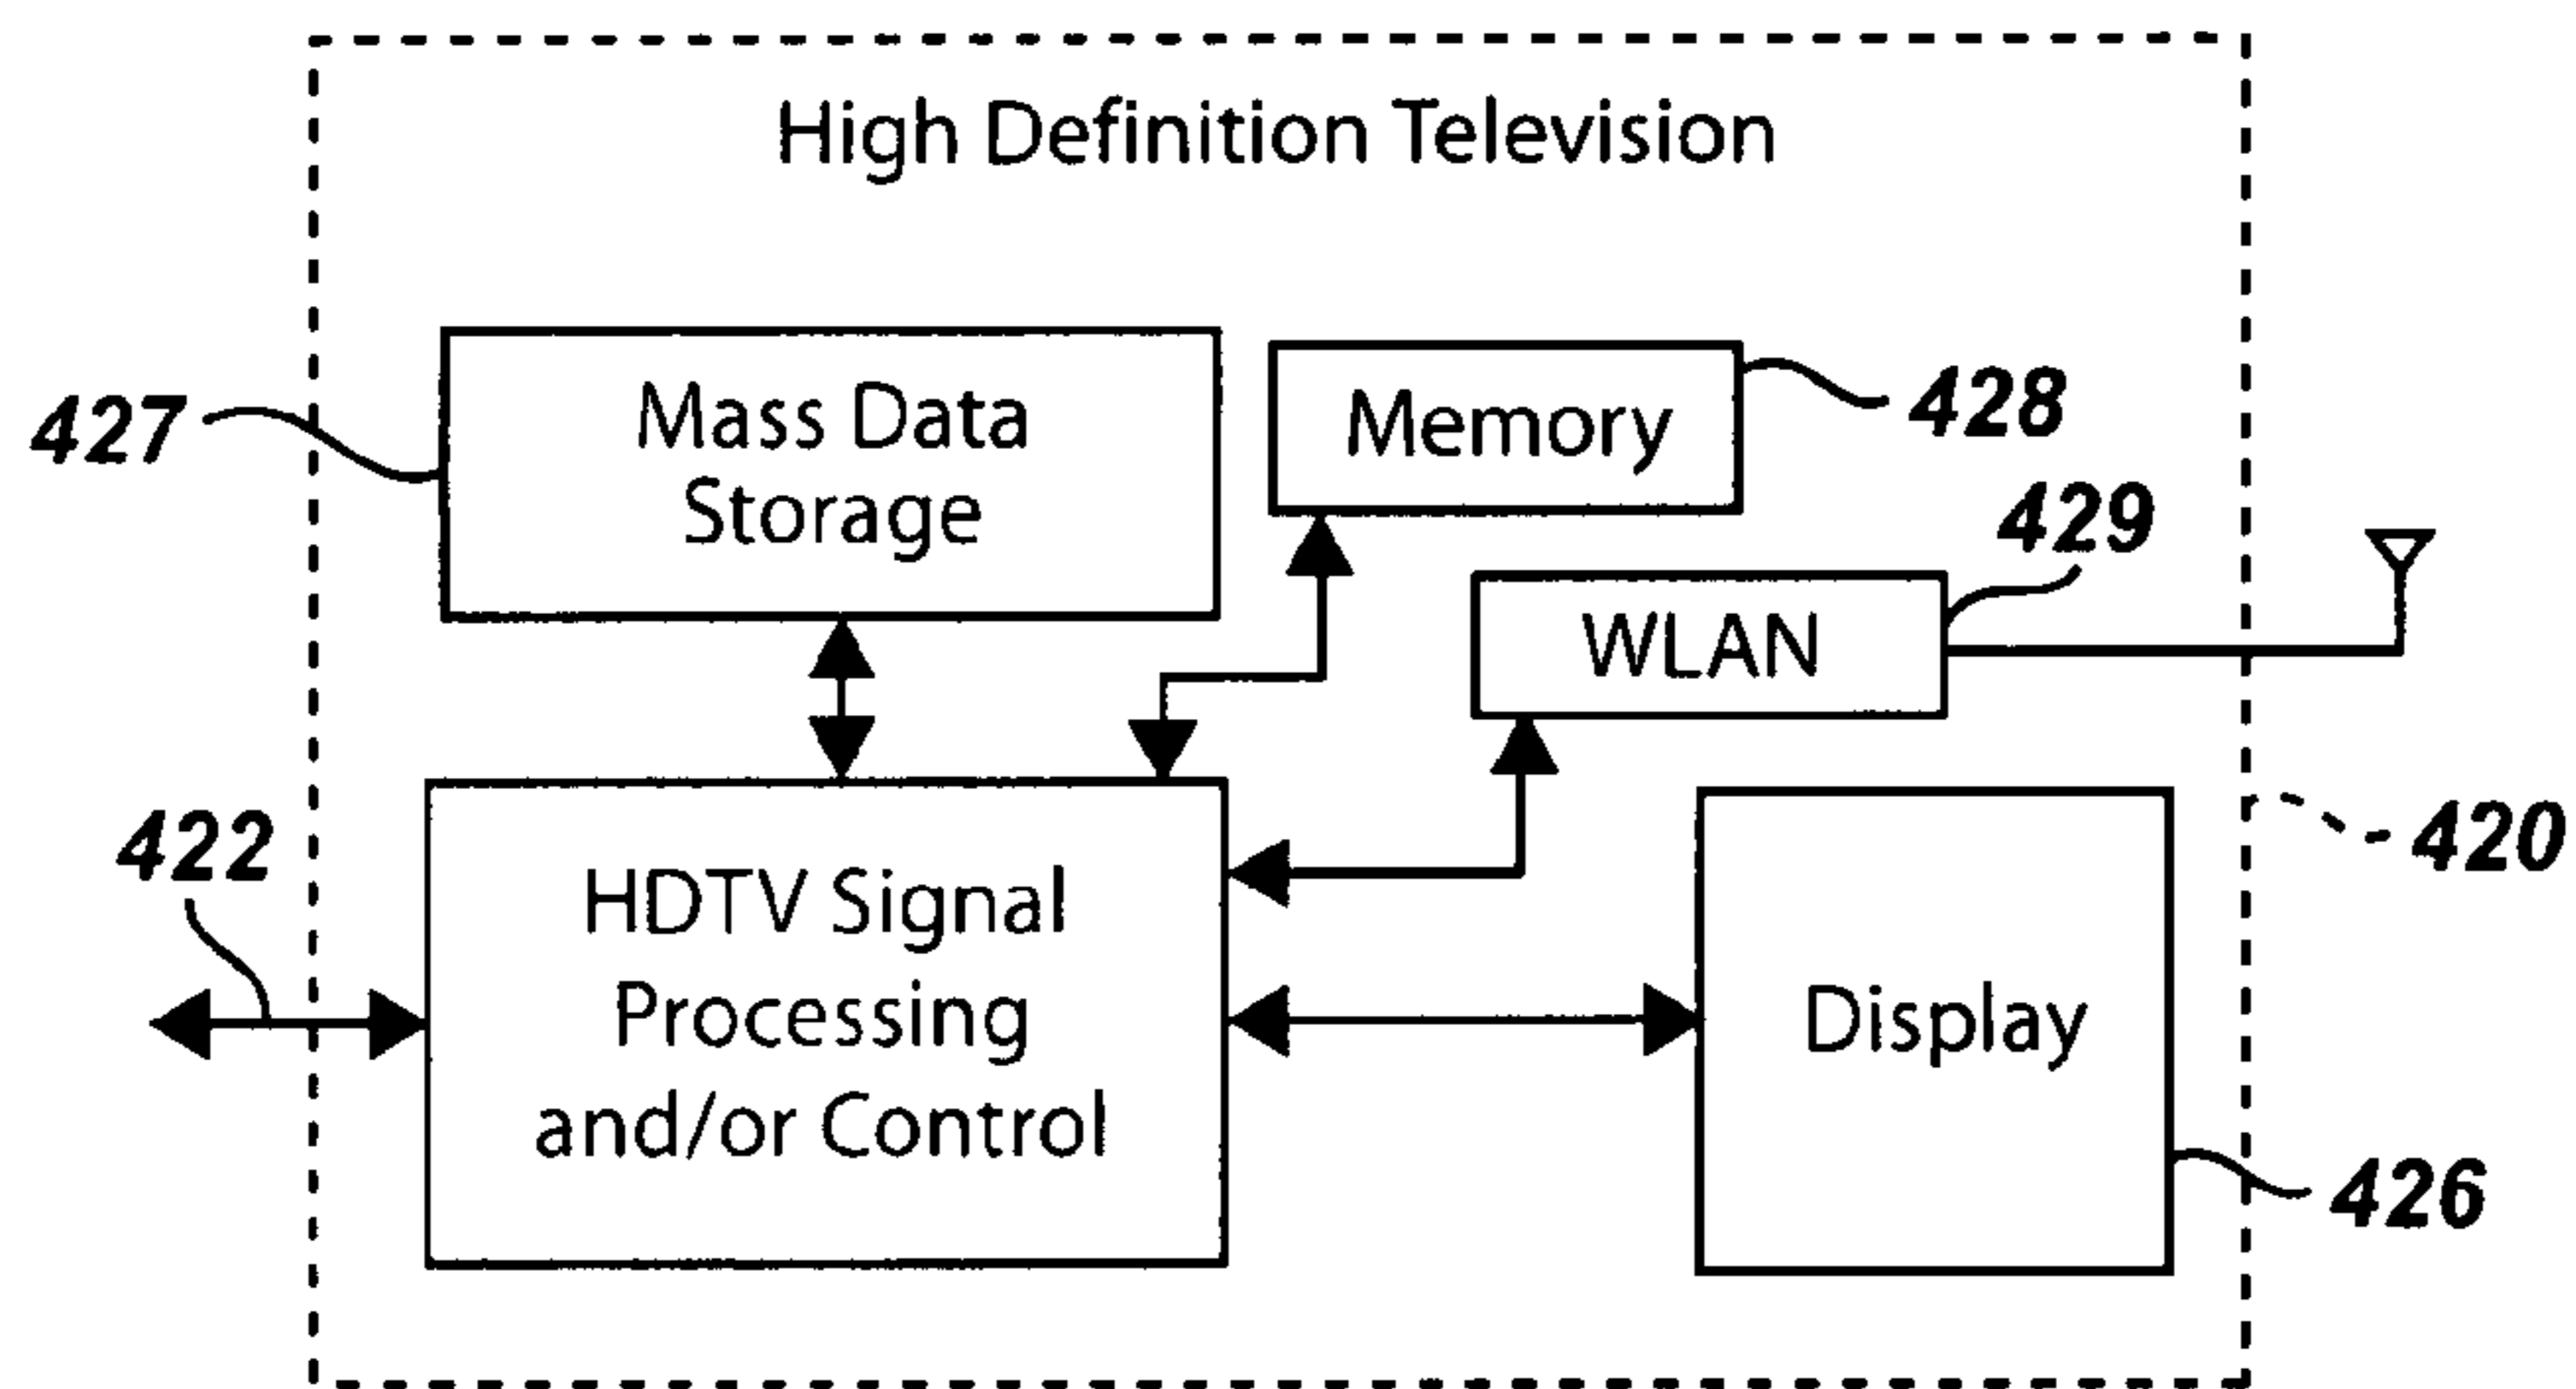 High Definition Television
Mass Data
Storage
427
Memory
428
429
WLAN
422
HDTV Signal
Processing
and/or Control
Display
420
426